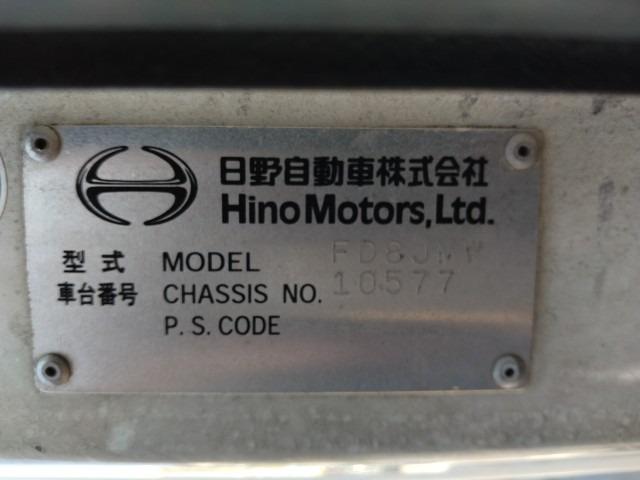 日野自動車株式会社
Hino Motors, Ltd.
型式 MODEL
車台番号 CHASSIS NO. 10577
P.S.CODE